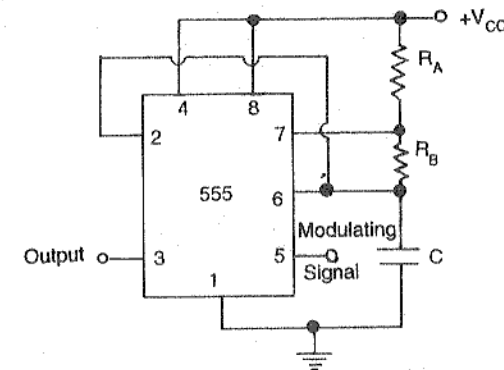 +VCC
RA
4 8
2 7
RB
555
6
Modulating
Output 3 5
Signal C
1